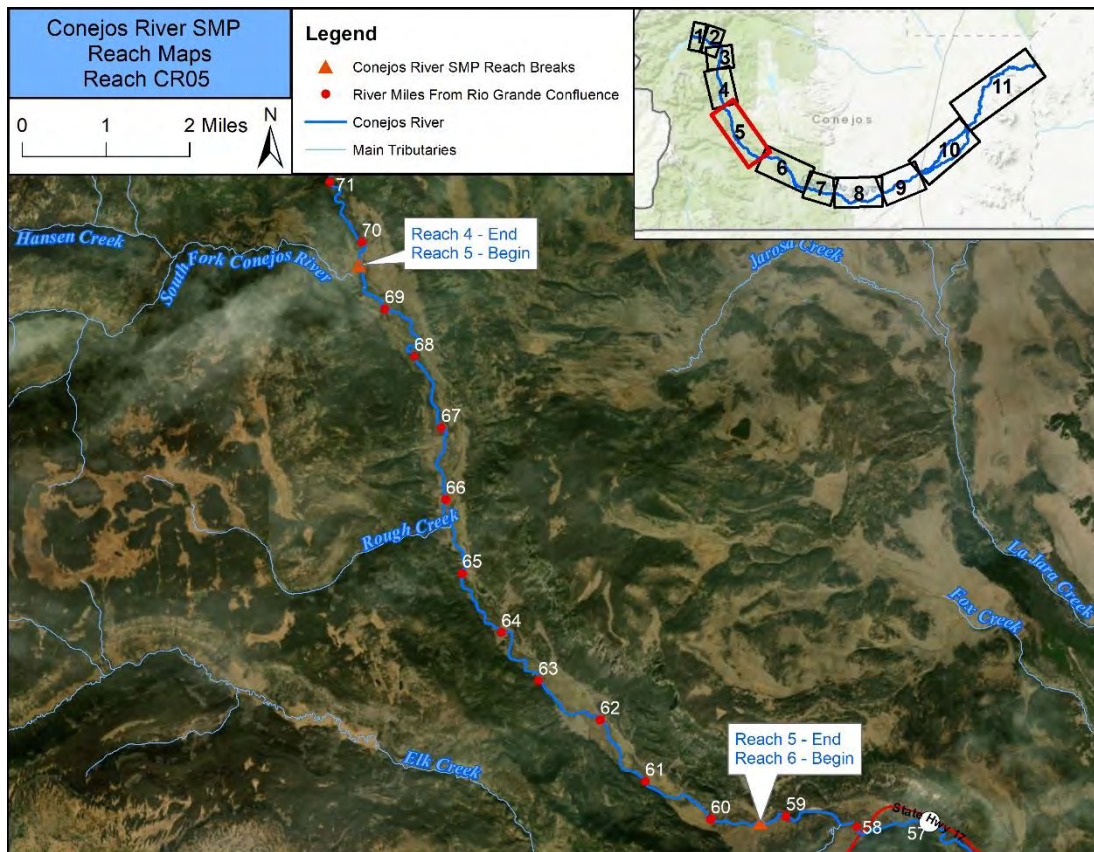 Conejos River SMP
Reach Maps
Reach CR05
0 1 2 Miles
N
Legend
Conejos River SMP Reach Breaks
River Miles From Rio Grande Confluence
Conejos River
Main Tributaries
1 2
3
4
5
6
7
8
9
10
11
Conejos
71
70
Reach 4 - End
Reach 5 - Begin
Hansen Creek
South Fork Conejos River
Jarosa Creek
69
68
67
66
Rough Creek
65
64
63
62
61
60
59
58
57
La Jara Creek
Fox Creek
Elk Creek
Reach 5 - End
Reach 6 - Begin
State Hwy 17